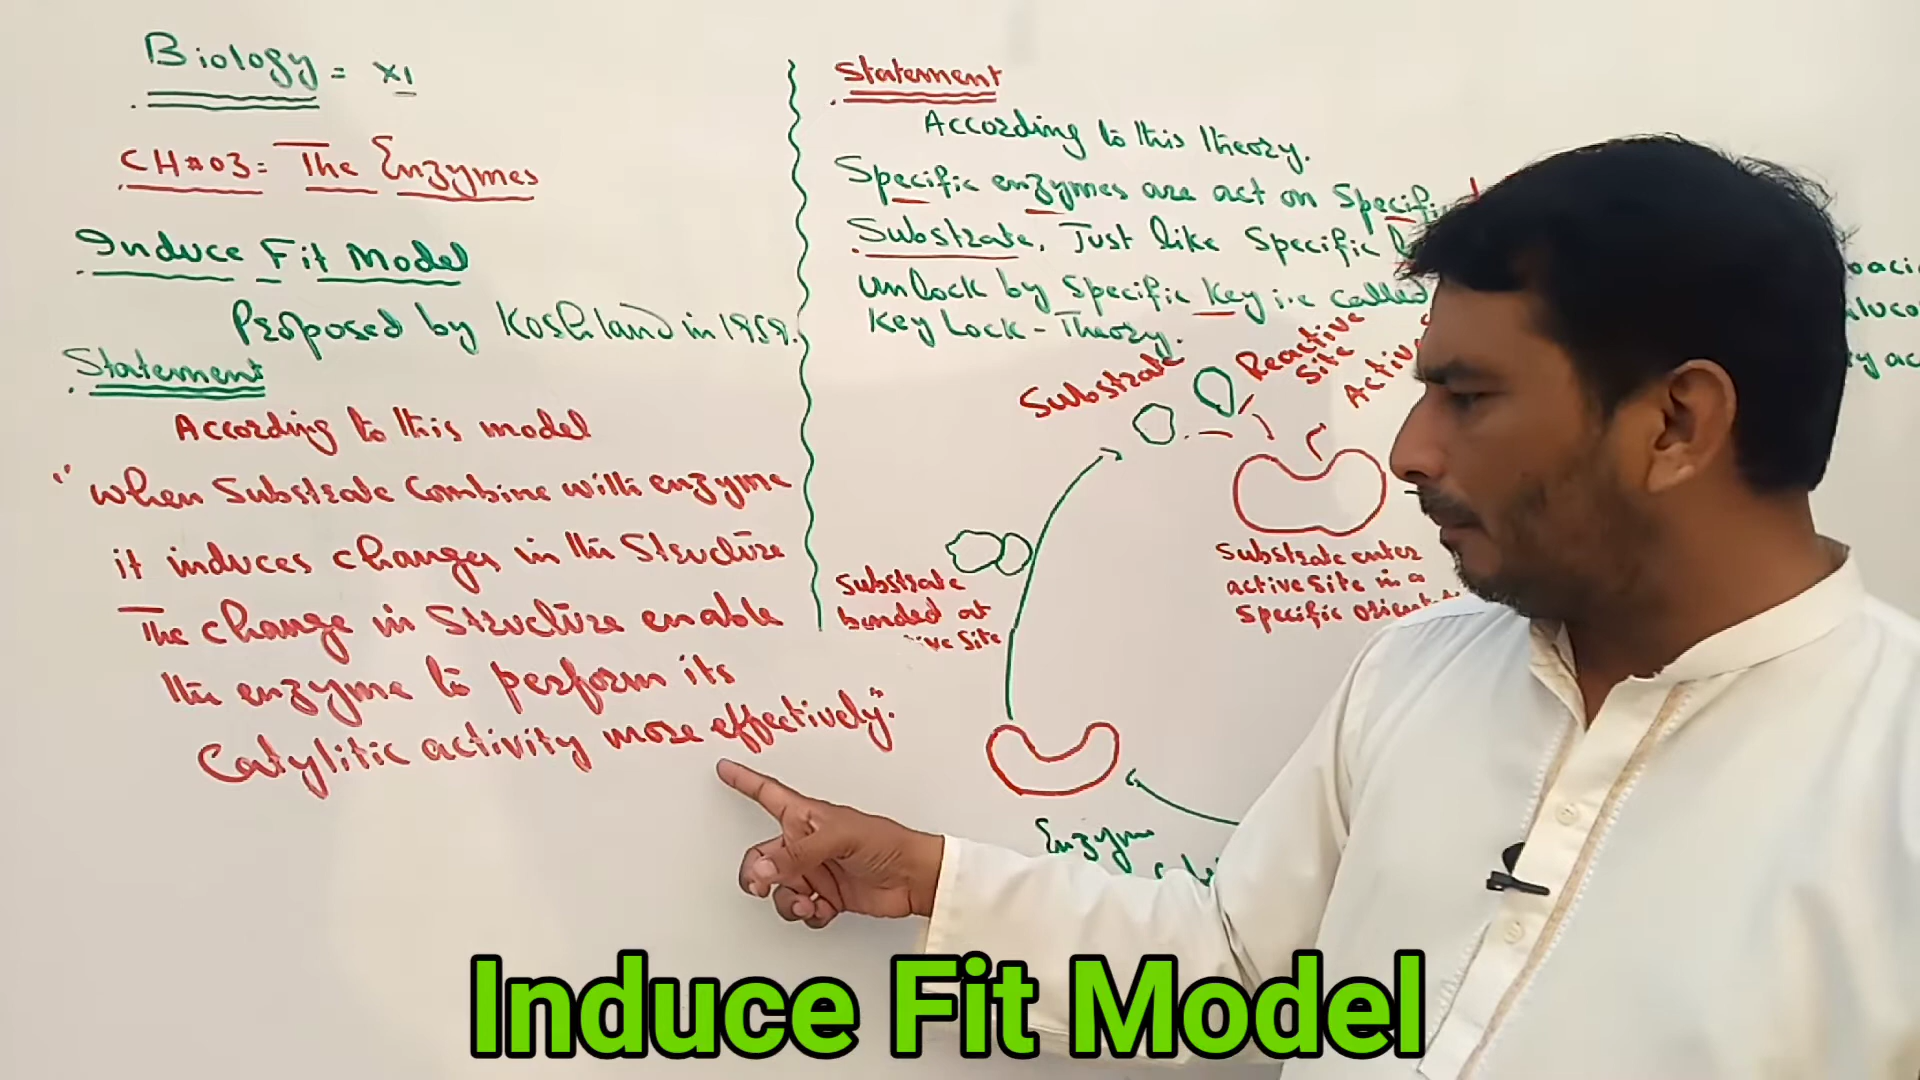 Biology = XI
CH#03: The Enzymes
Induce Fit Model
Proposed by Koshland in 1959.
Statement
According to this model
"when Substrate Combine with enzyme
it induces changes in the Structure
The change in Structure enable
the enzyme to perform its
Catylitic activity more effectively."
Statement
According to this theory.
Specific enzymes are act on Specific
Substrate. Just like Specific
unlock by Specific Key i.e called
Key Lock - Theory.
Substrate
Reactive
Site
Active
Substrate
bonded at
ive Site
Substrate enter
active Site in a
Specific
Enzyme
Induce Fit Model